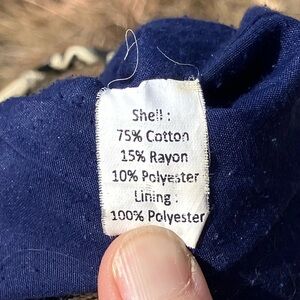 Shell :
75% Cotton
15% Rayon
10% Polyester
Lining :
100% Polyester